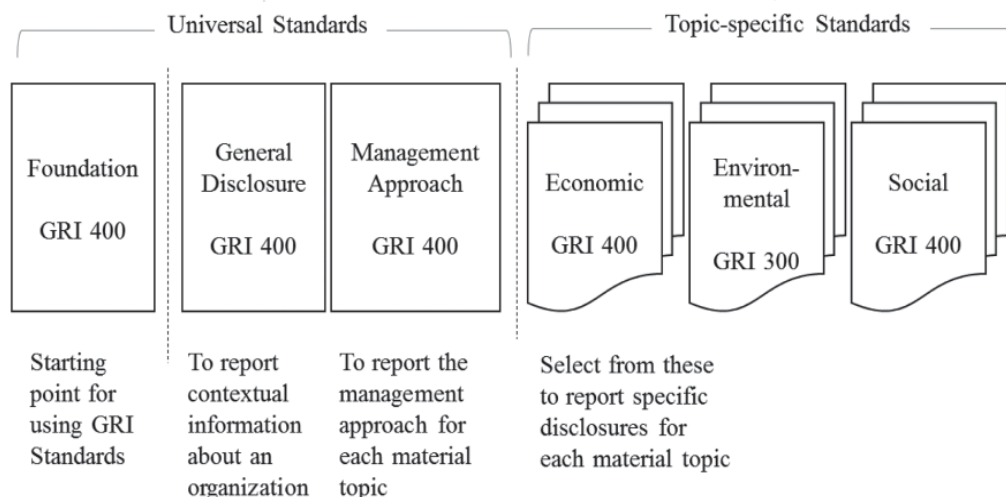 Universal Standards
Topic-specific Standards
Foundation
GRI 400
General
Disclosure
GRI 400
Management
Approach
GRI 400
Economic
GRI 400
Environ-
mental
GRI 300
Social
GRI 400
Starting
point for
using GRI
Standards
To report
contextual
information
about an
organization
To report the
management
approach for
each material
topic
Select from these
to report specific
disclosures for
each material topic